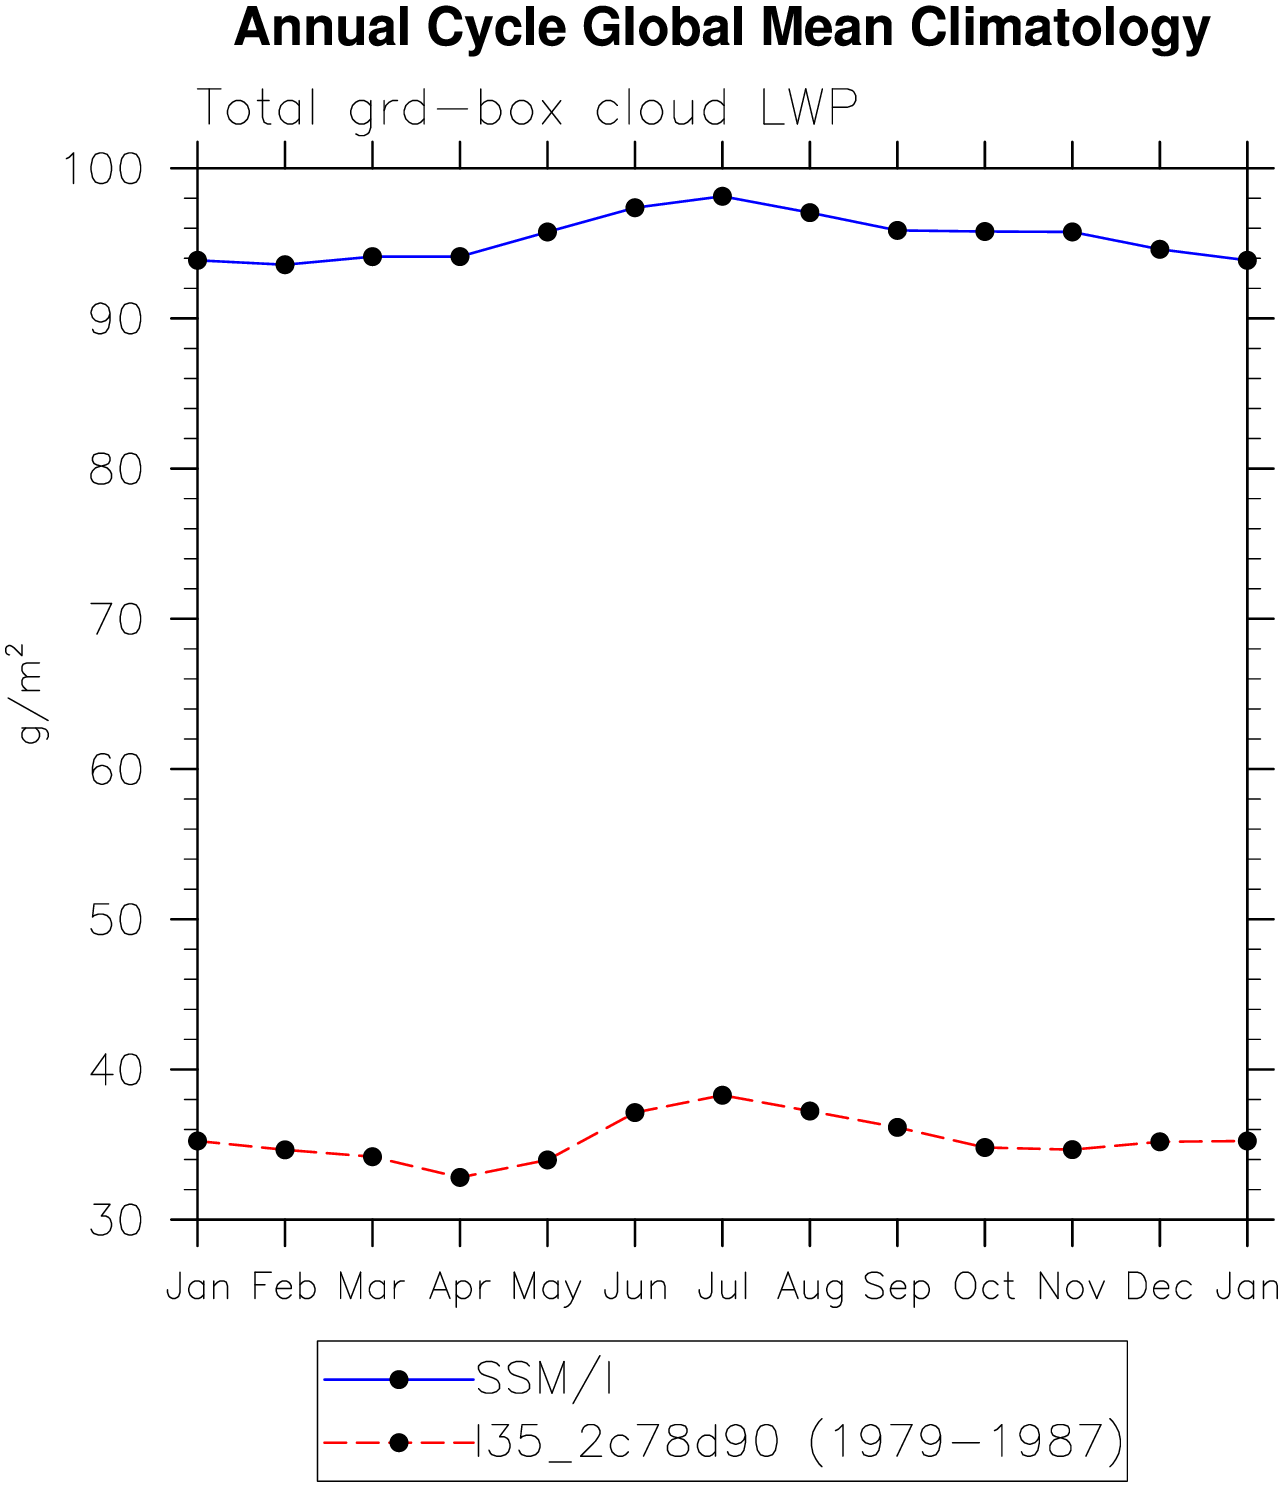 Annual Cycle Global Mean Climatology
Total grd-box cloud LWP
100
90
80
70
60
50
40
30
g/m²
Jan Feb Mar Apr May Jun Jul Aug Sep Oct Nov Dec Jan
SSM/I
I35_2c78d90 (1979-1987)